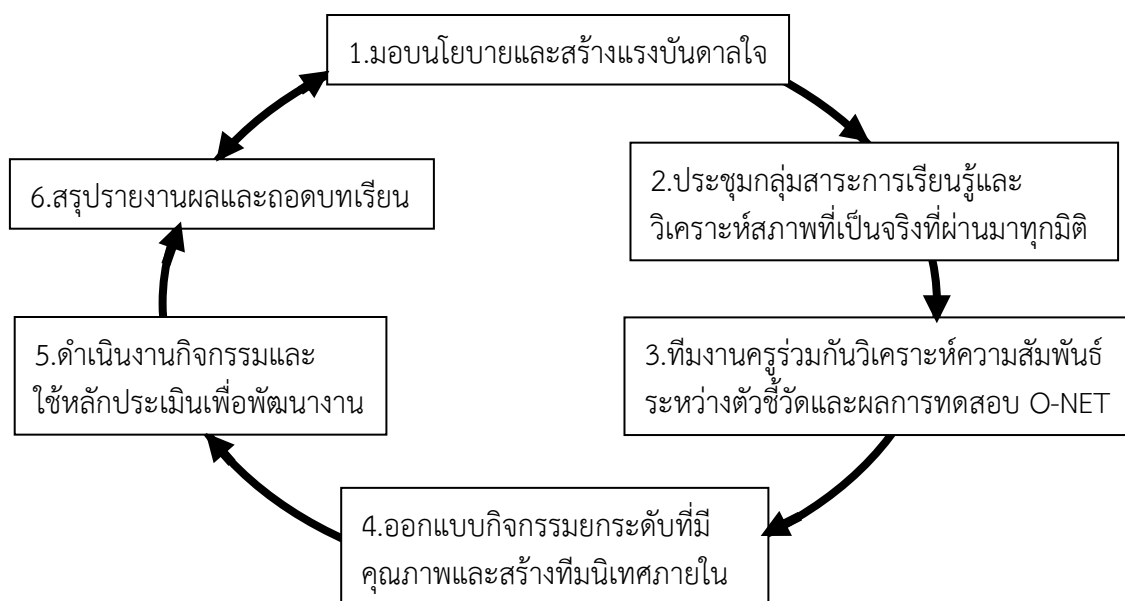 1.มอบนโยบายและสร้างแรงบันดาลใจ
2.ประชุมกลุ่มสาระการเรียนรู้และ
วิเคราะห์สภาพที่เป็นจริงที่ผ่านมาทุกมิติ
3.ทีมงานครูร่วมกันวิเคราะห์ความสัมพันธ์
ระหว่างตัวชี้วัดและผลการทดสอบ O-NET
4.ออกแบบกิจกรรมยกระดับที่มี
คุณภาพและสร้างทีมนิเทศภายใน
5.ดำเนินงานกิจกรรมและ
ใช้หลักประเมินเพื่อพัฒนางาน
6.สรุปรายงานผลและถอดบทเรียน